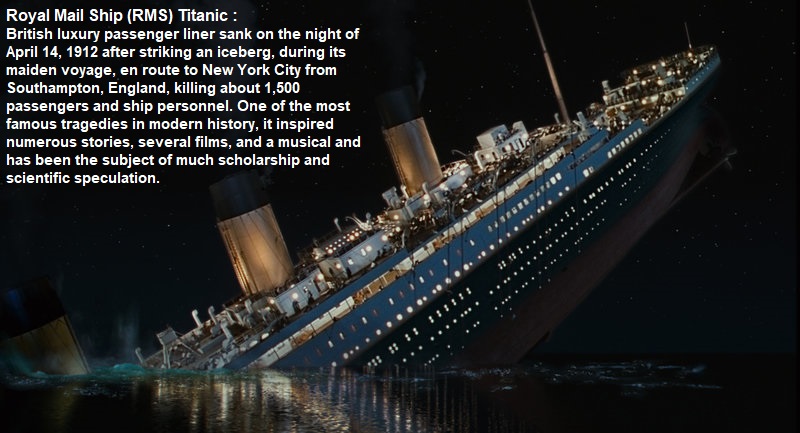 Royal Mail Ship (RMS) Titanic :
British luxury passenger liner sank on the night of
April 14, 1912 after striking an iceberg, during its
maiden voyage, en route to New York City from
Southampton, England, killing about 1,500
passengers and ship personnel. One of the most
famous tragedies in modern history, it inspired
numerous stories, several films, and a musical and
has been the subject of much scholarship and
scientific speculation.